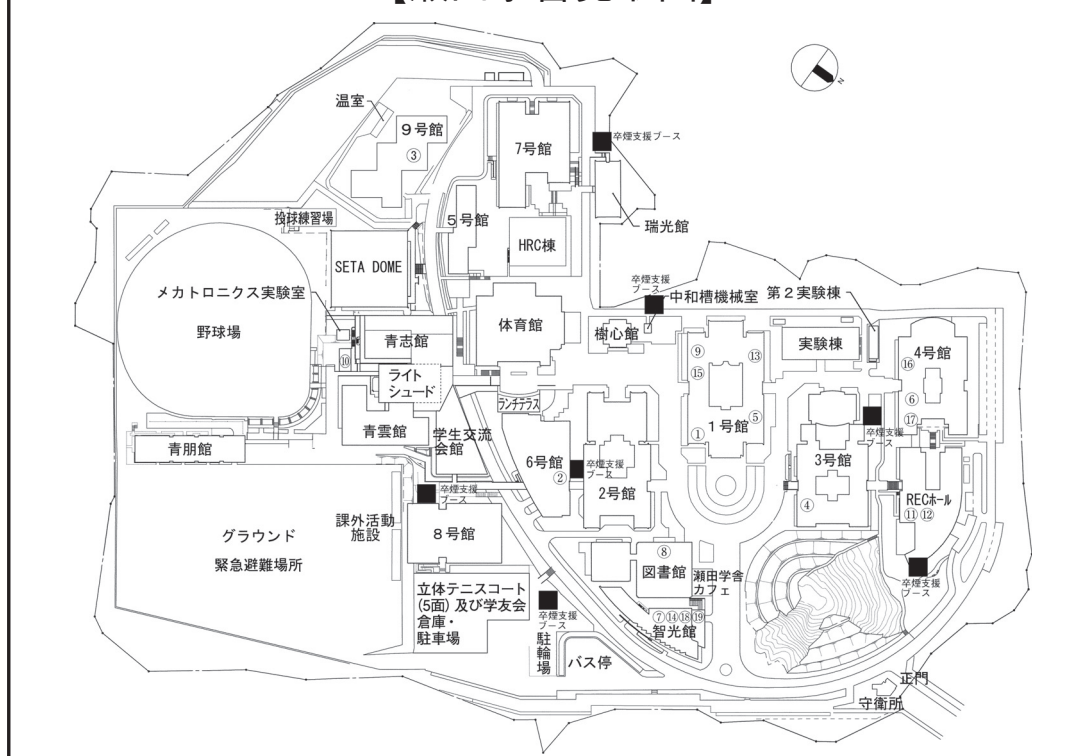 N
温室
9号館
③
7号館
卒煙支援ブース
投球練習場
5号館
瑞光館
SETA DOME
HRC棟
卒煙支援
ブース
中和槽機械室
第2実験棟
メカトロニクス実験室
野球場
体育館
樹心館
青志館
⑨
⑬
実験棟
4号館
⑯
⑩
⑮
ライト
シュード
⑥
ランチテラス
⑤
⑰
青雲館
①
1号館
卒煙支援
ブース
青朋館
学生交流
会館
6号館
②
卒煙支援
ブース
2号館
3号館
④
RECホール
⑪ ⑫
卒煙支援
ブース
課外活動
施設
8号館
グラウンド
緊急避難場所
⑧
図書館
瀬田学舎
カフェ
卒煙支援
ブース
立体テニスコート
(5面)及び学友会
倉庫・
駐車場
卒煙支援
ブース
⑦⑭⑱⑲
智光館
駐輪場
バス停
正門
守衛所